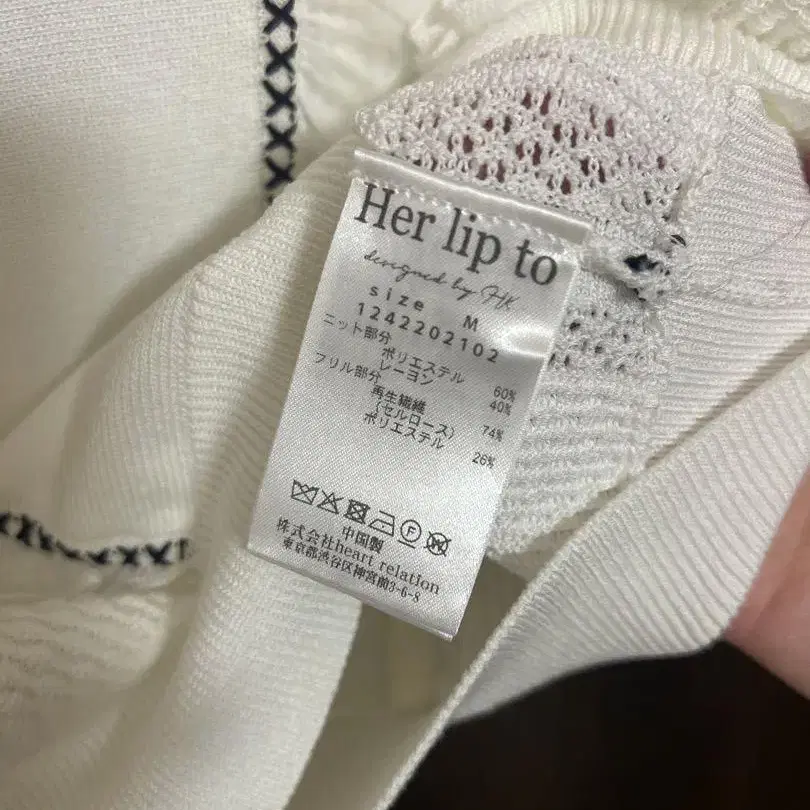 Her lip to
designed by HK
size M
1242202102
ニット部分
ポリエステル 60%
レーヨン 40%
フリル部分
再生繊維
(セルロース) 74%
ポリエステル 26%
F
W
中国製
株式会社heart relation
東京都渋谷区神宮前3-6-8